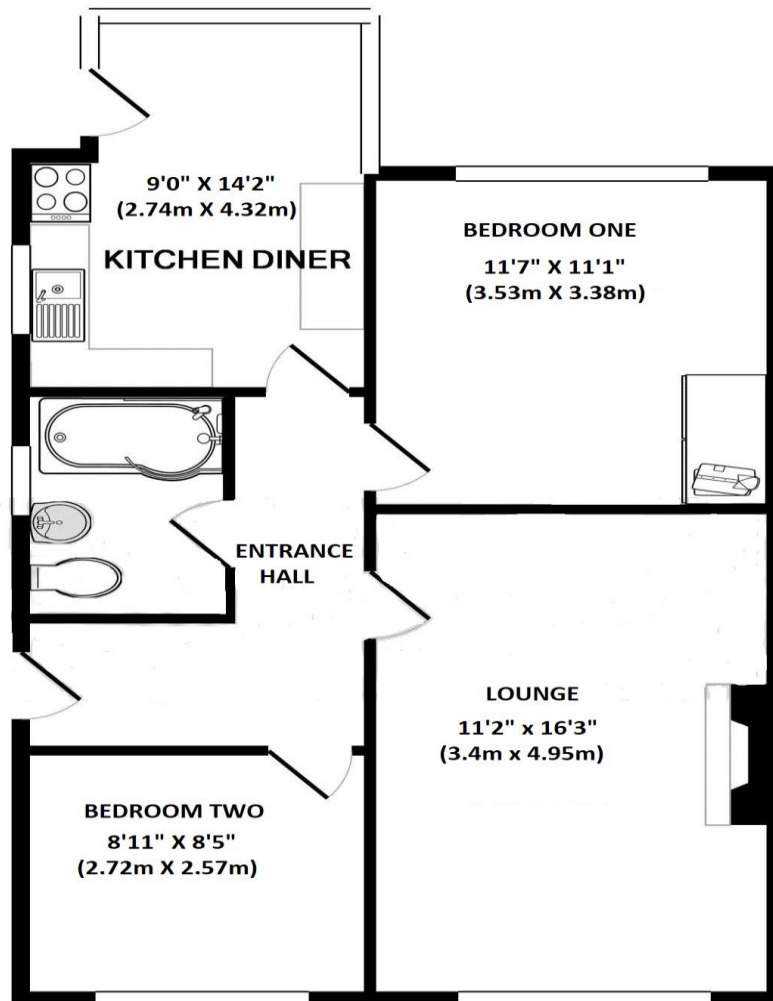 9'0" X 14'2"
(2.74m X 4.32m)
KITCHEN DINER
BEDROOM ONE
11'7" X 11'1"
(3.53m X 3.38m)
ENTRANCE
HALL
LOUNGE
11'2" x 16'3"
(3.4m x 4.95m)
BEDROOM TWO
8'11" X 8'5"
(2.72m X 2.57m)